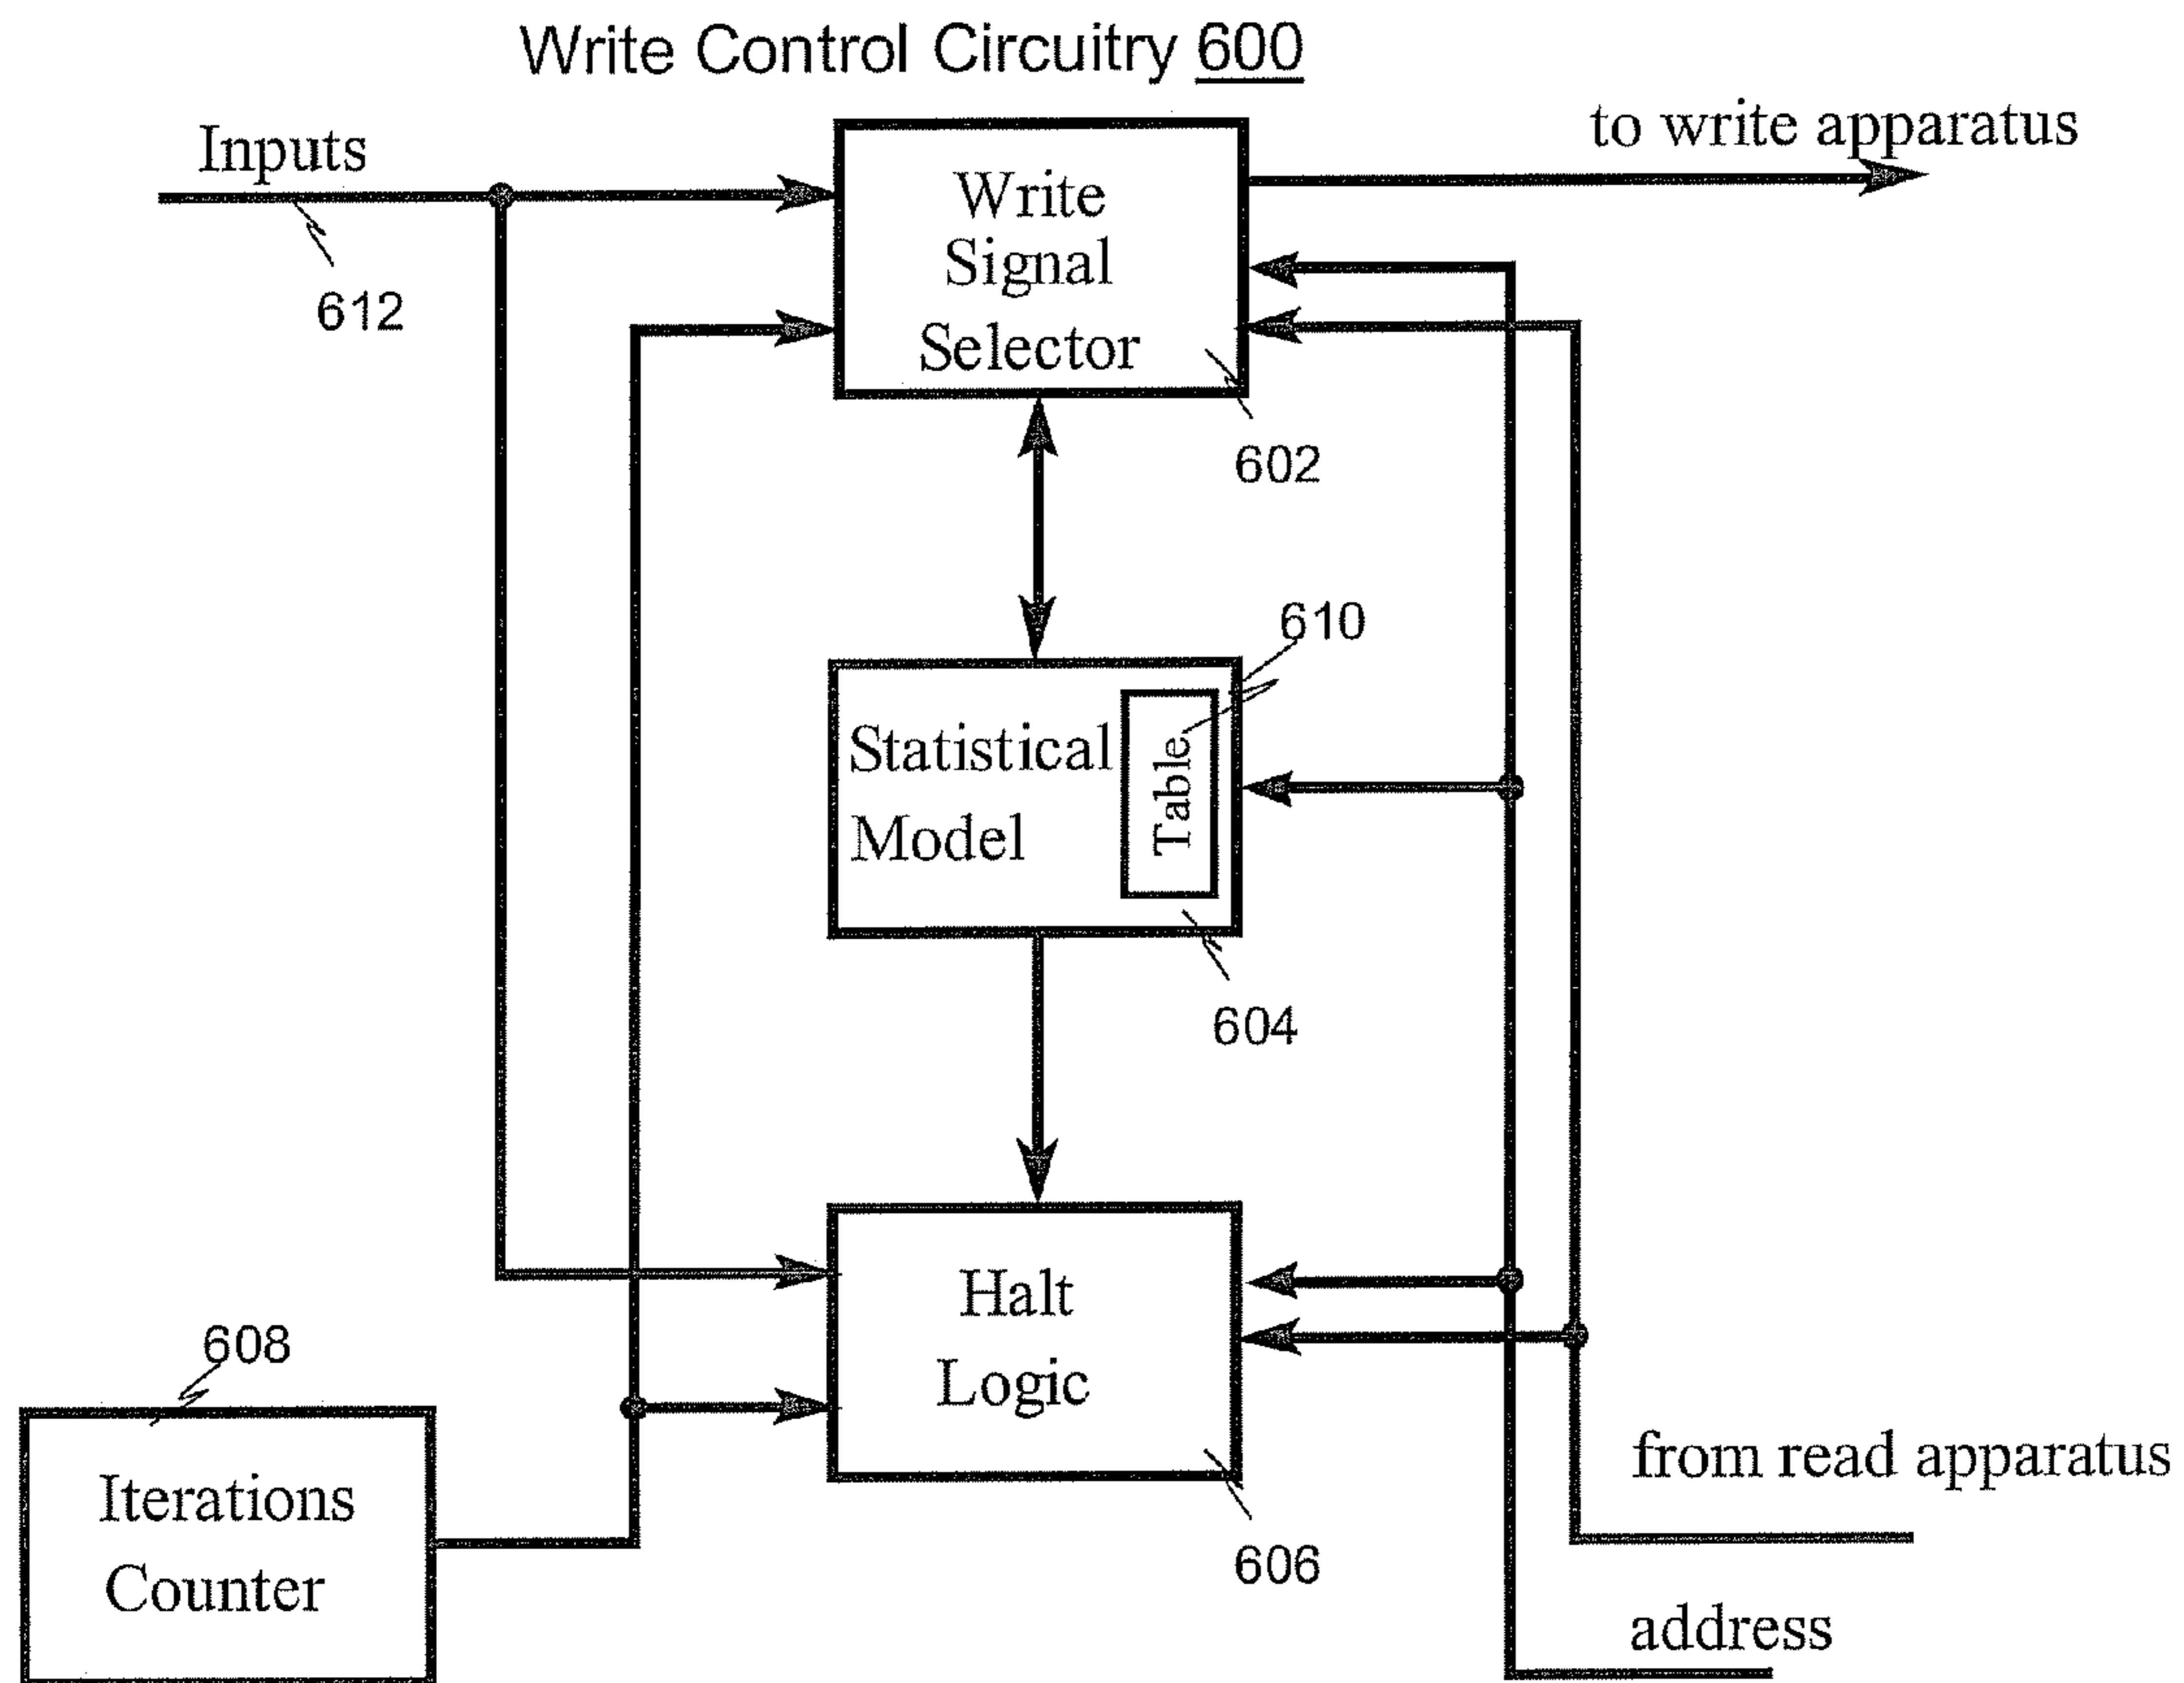 Write Control Circuitry 600
Inputs
to write apparatus
612
Write
Signal
Selector
602
610
Statistical
Model
Table
604
Halt
Logic
608
Iterations
Counter
606
from read apparatus
address